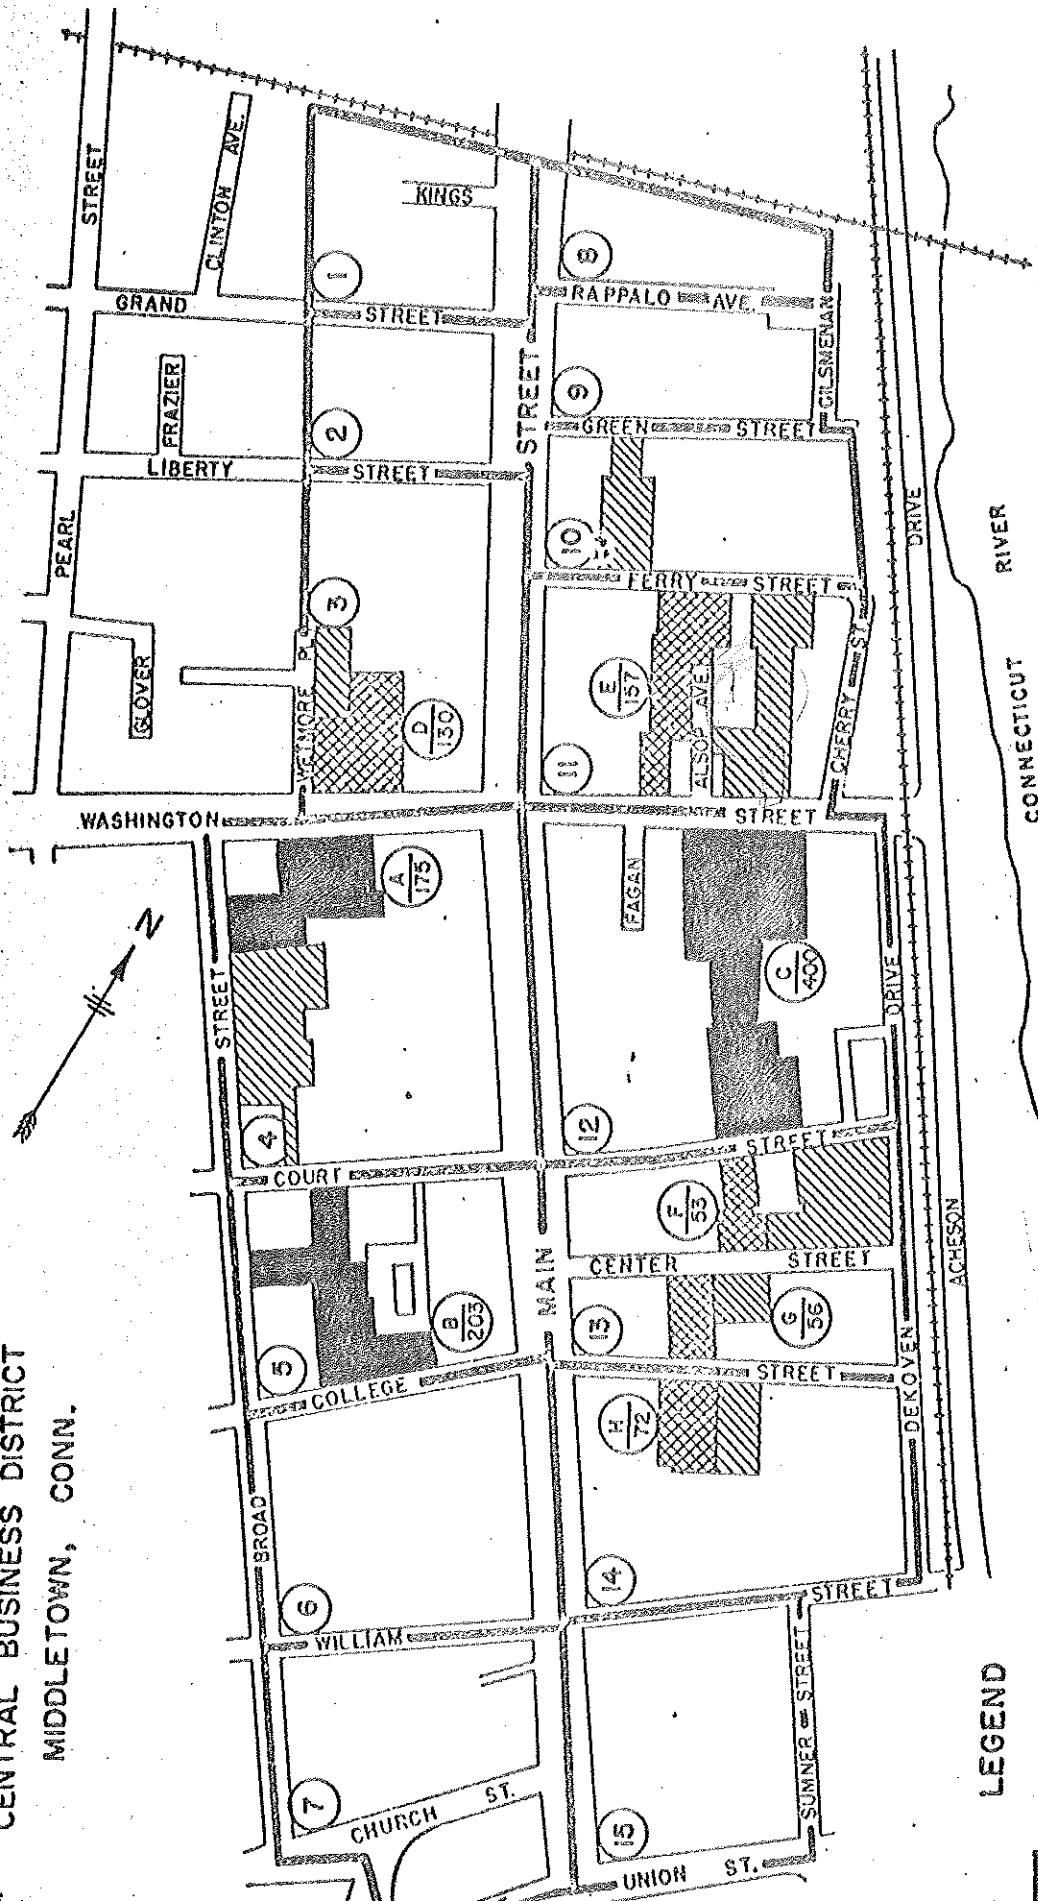 CENTRAL BUSINESS DISTRICT
MIDDLETOWN, CONN.
STREET
CLINTON AVE.
KINGS
GRAND
STREET
1
8
RAPPALO AVE.
GILSMENAN
FRAZIER
2
STREET
9
GREEN STREET
LIBERTY
STREET
PEARL
10
DRIVE
RIVER
3
FERRY STREET
GLOVER
WETMORE PL.
D
130
E
157
ALSOP AVE.
CHERRY ST.
CONNECTICUT
11
WASHINGTON
STREET
A
175
FAGAN
N
STREET
C
400
DRIVE
4
12
COURT
STREET
F
53
ACHESON
CENTER STREET
MAIN
5
B
203
13
G
56
COLLEGE
STREET
DEKOVEN
H
72
BROAD
6
14
WILLIAM
STREET
SUMNER STREET
7
CHURCH ST.
15
UNION ST.
LEGEND